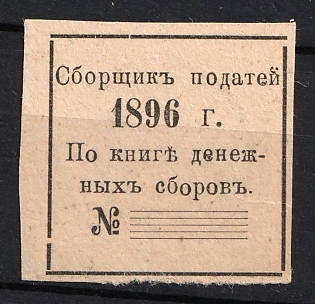 Сборщикъ податей
1896 г.
По книгѣ денеж-
ныхъ сборовъ.
№